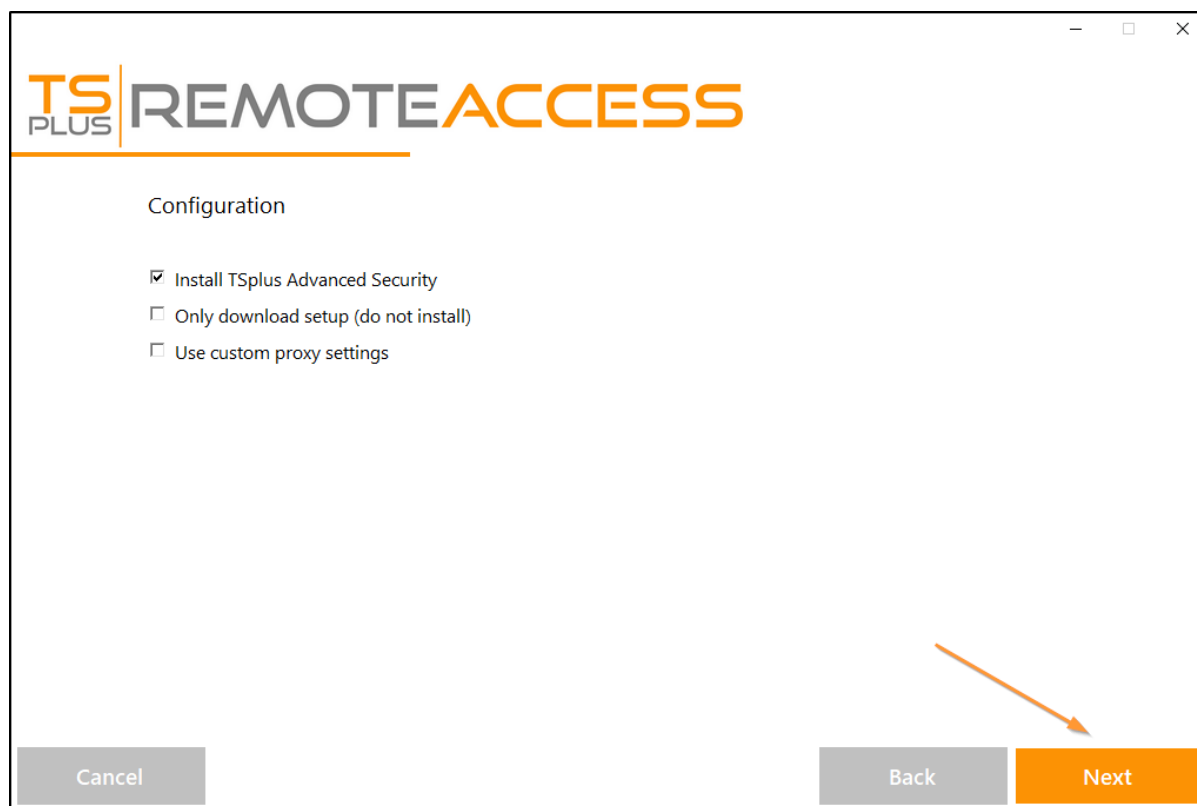 TS PLUS REMOTEACCESS
Configuration
Install TSplus Advanced Security
Only download setup (do not install)
Use custom proxy settings
Cancel
Back
Next